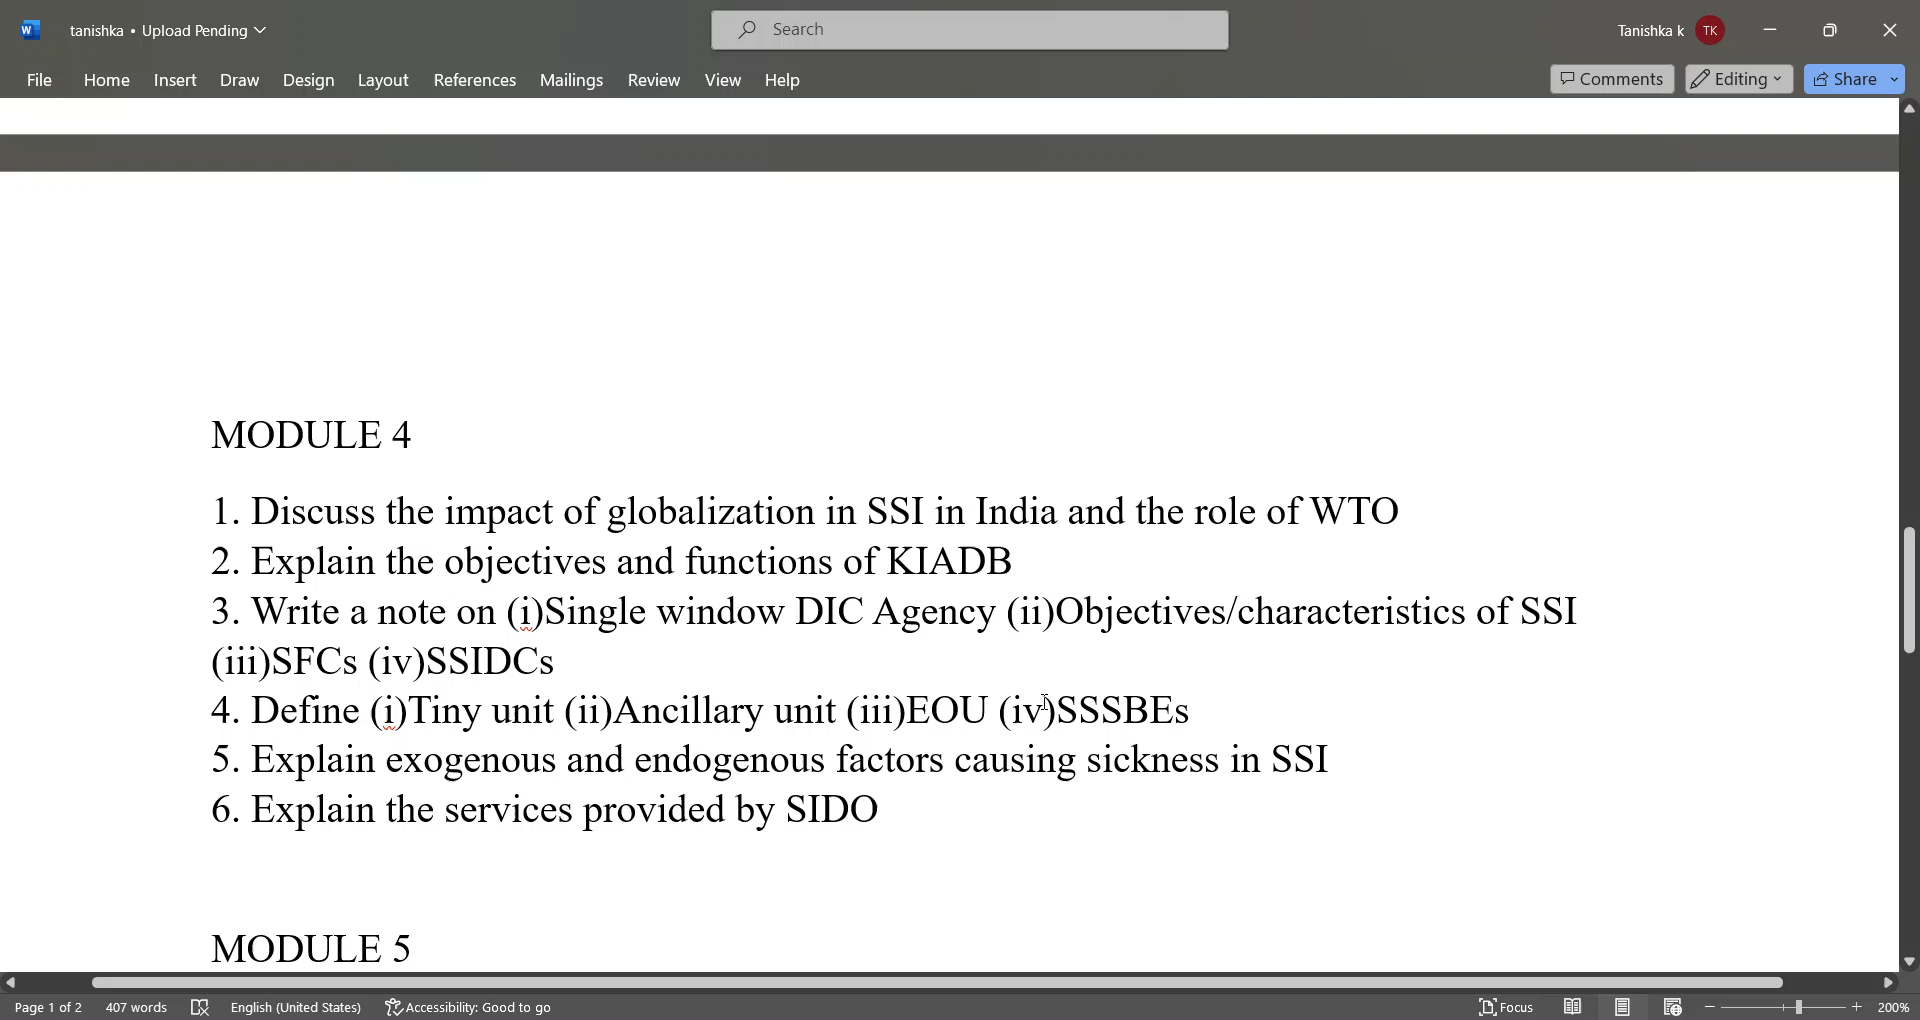 W tanishka • Upload Pending Search Tanishka k TK
File Home Insert Draw Design Layout References Mailings Review View Help Comments Editing Share
MODULE 4
1. Discuss the impact of globalization in SSI in India and the role of WTO
2. Explain the objectives and functions of KIADB
3. Write a note on (i)Single window DIC Agency (ii)Objectives/characteristics of SSI
(iii)SFCs (iv)SSIDCs
4. Define (i)Tiny unit (ii)Ancillary unit (iii)EOU (iv)SSSBEs
5. Explain exogenous and endogenous factors causing sickness in SSI
6. Explain the services provided by SIDO
MODULE 5
Page 1 of 2 407 words English (United States) Accessibility: Good to go Focus 200%